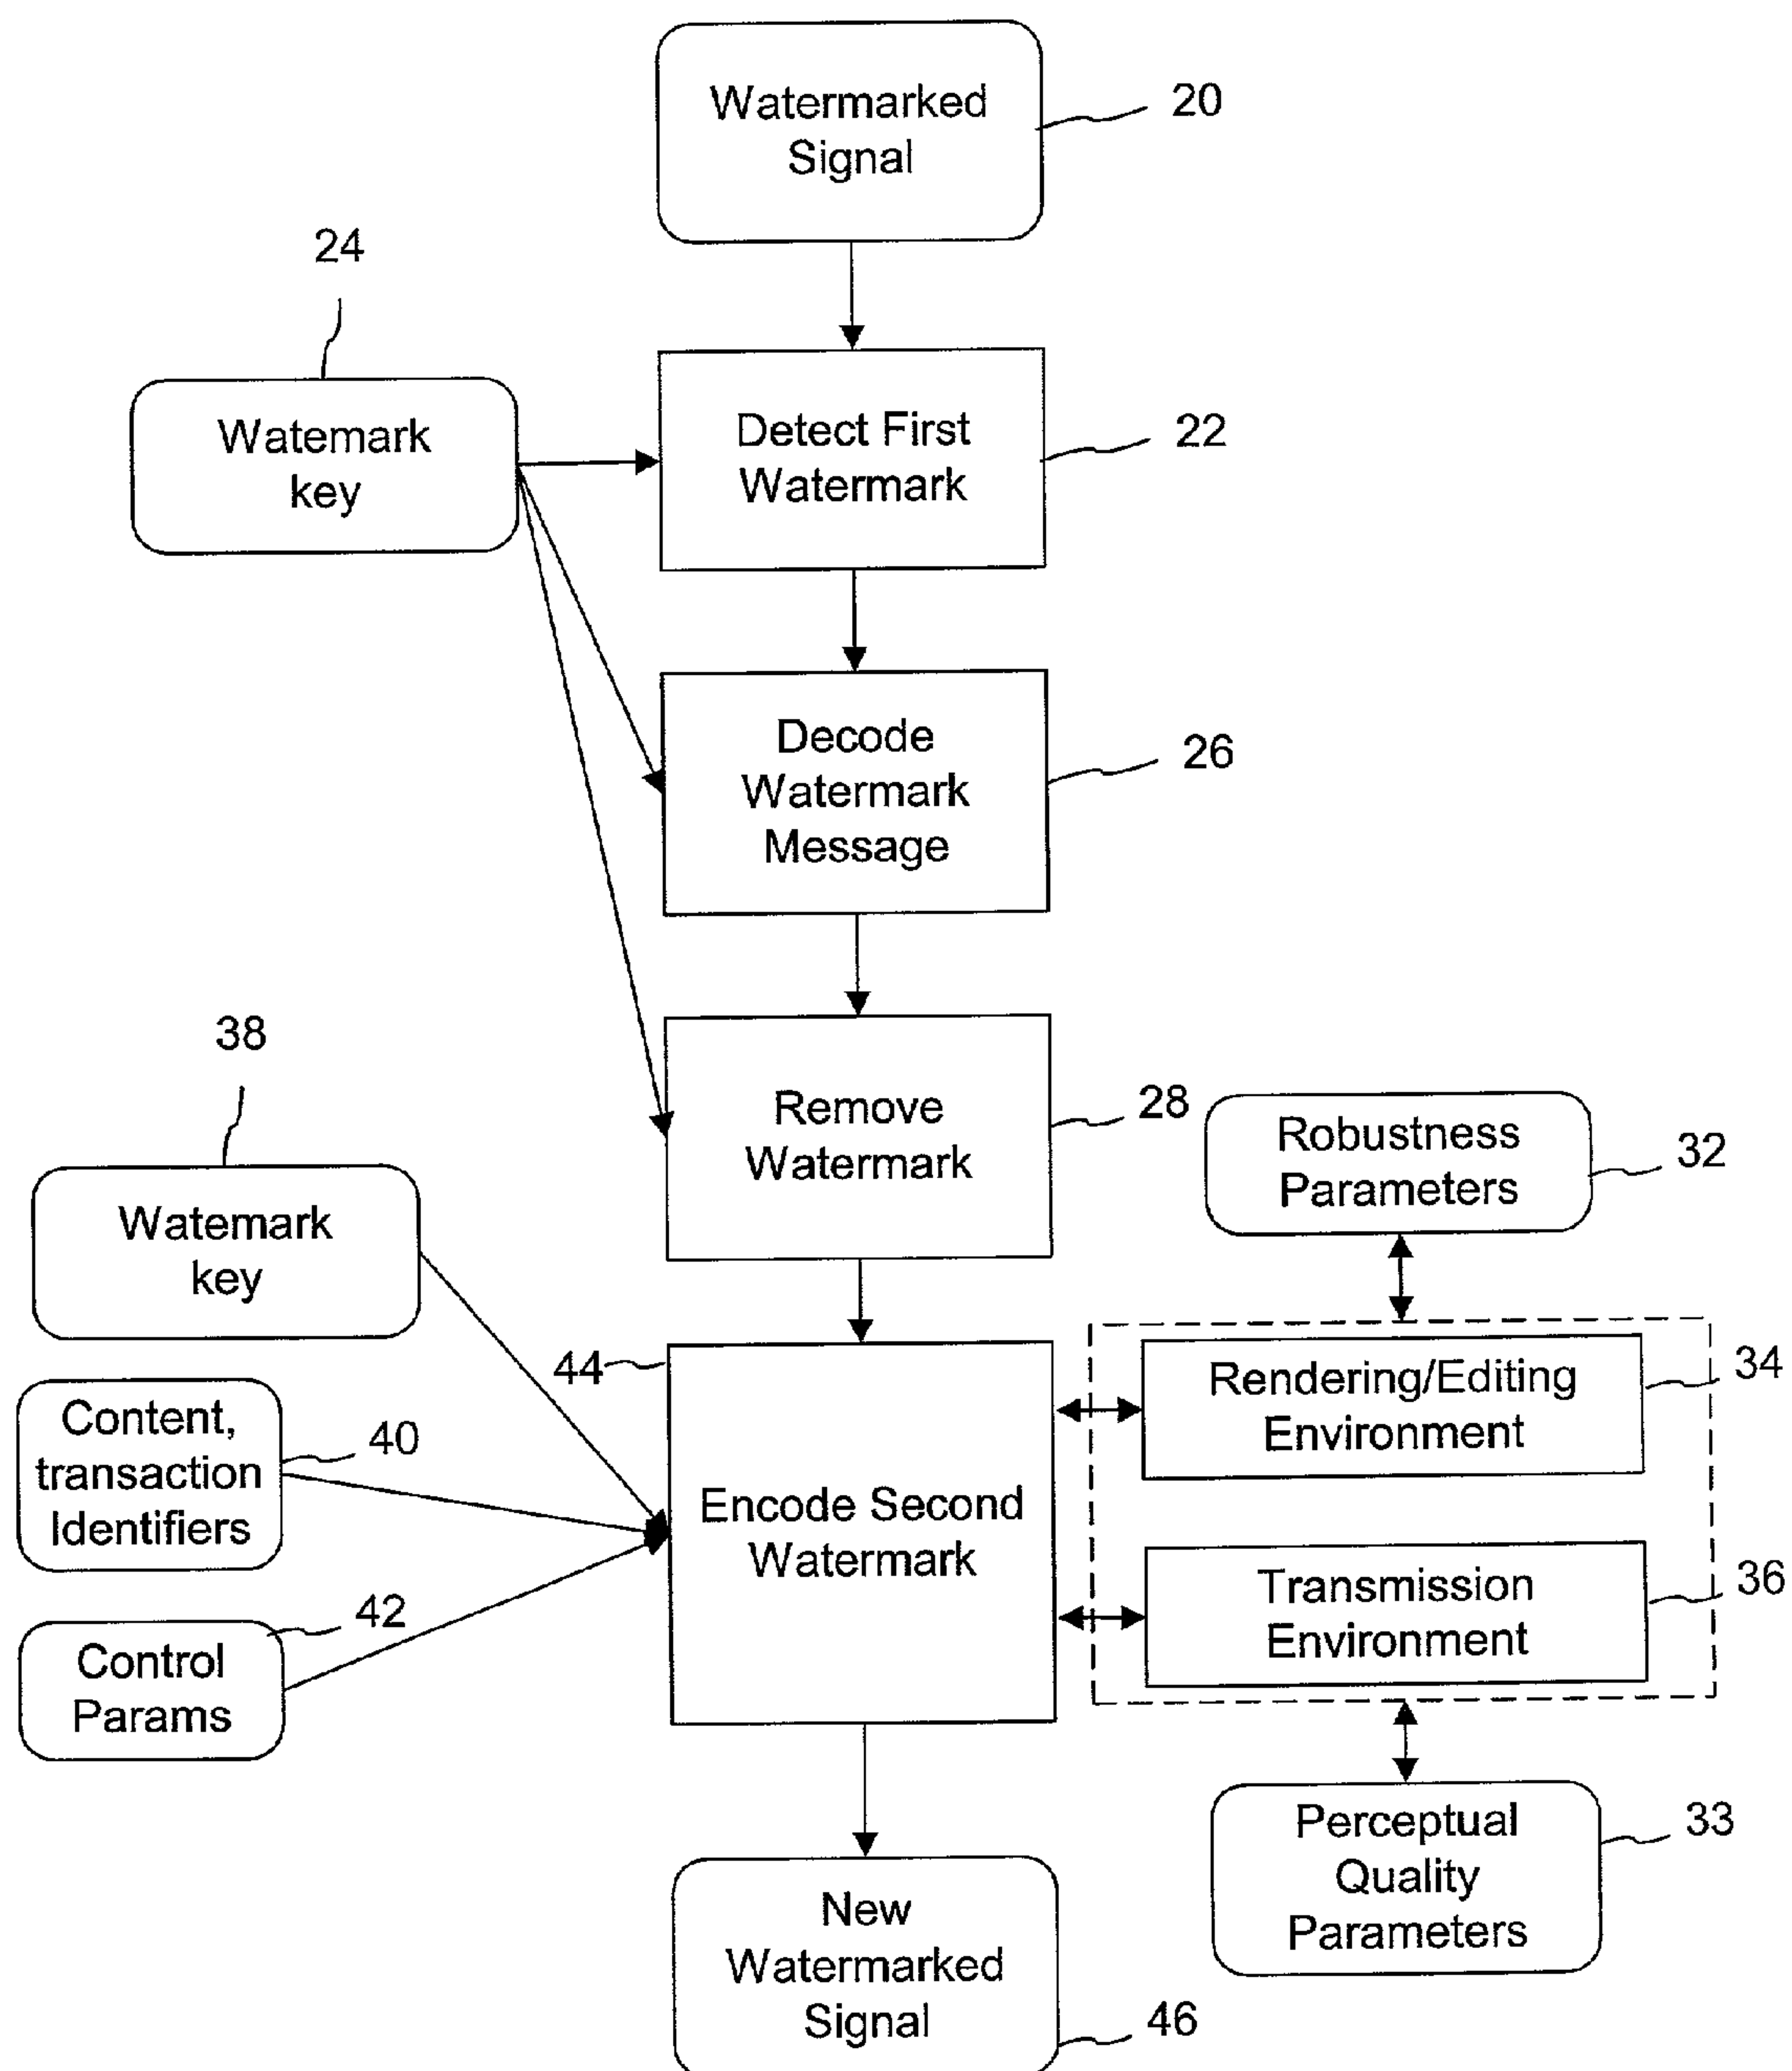 Watermarked
Signal
20
24
Watemark
key
Detect First
Watermark
22
Decode
Watermark
Message
26
38
Remove
Watermark
28
Robustness
Parameters
32
Watemark
key
44
Rendering/Editing
Environment
34
Content,
transaction
Identifiers
40
Encode Second
Watermark
Transmission
Environment
36
42
Control
Params
Perceptual
Quality
Parameters
33
New
Watermarked
Signal
46